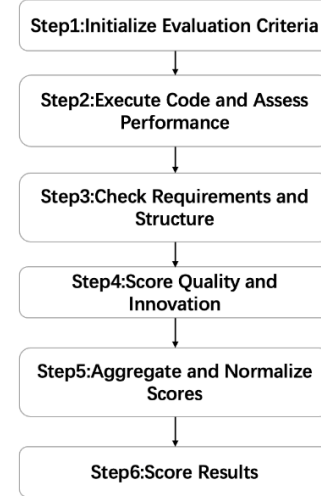 Step1:Initialize Evaluation Criteria
Step2:Execute Code and Assess
Performance
Step3:Check Requirements and
Structure
Step4:Score Quality and
Innovation
Step5:Aggregate and Normalize
Scores
Step6:Score Results